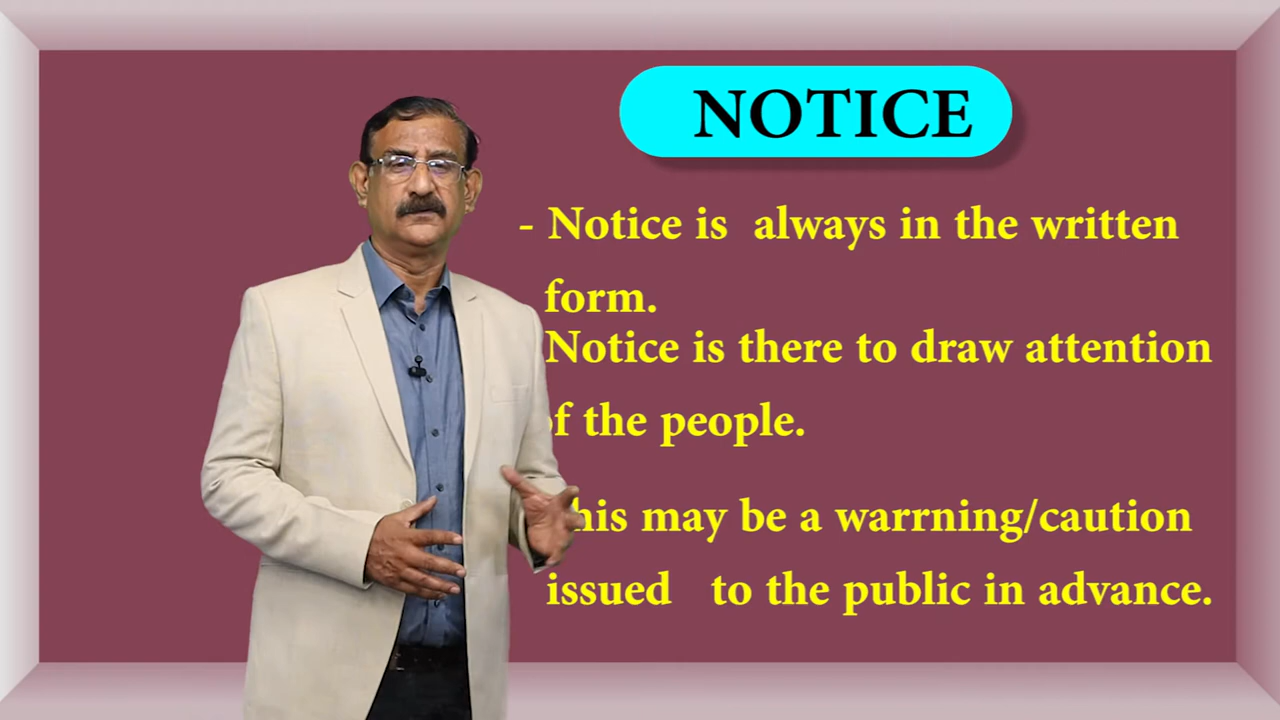 NOTICE
- Notice is always in the written
form.
Notice is there to draw attention
of the people.
his may be a warrning/caution
issued to the public in advance.